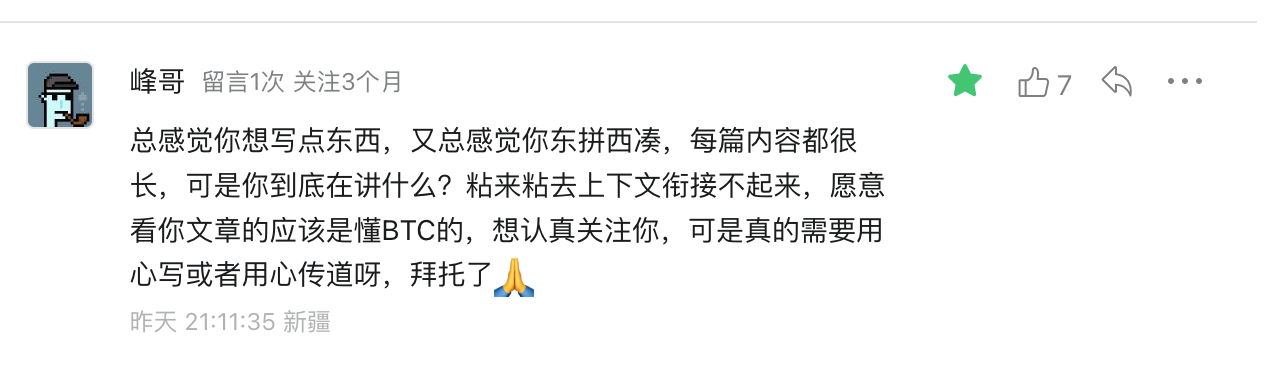 峰哥 留言1次 关注3个月 7
总感觉你想写点东西，又总感觉你东拼西凑，每篇内容都很
长，可是你到底在讲什么？粘来粘去上下文衔接不起来，愿意
看你文章的应该是懂BTC的，想认真关注你，可是真的需要用
心写或者用心传道呀，拜托了🙏
昨天 21:11:35 新疆